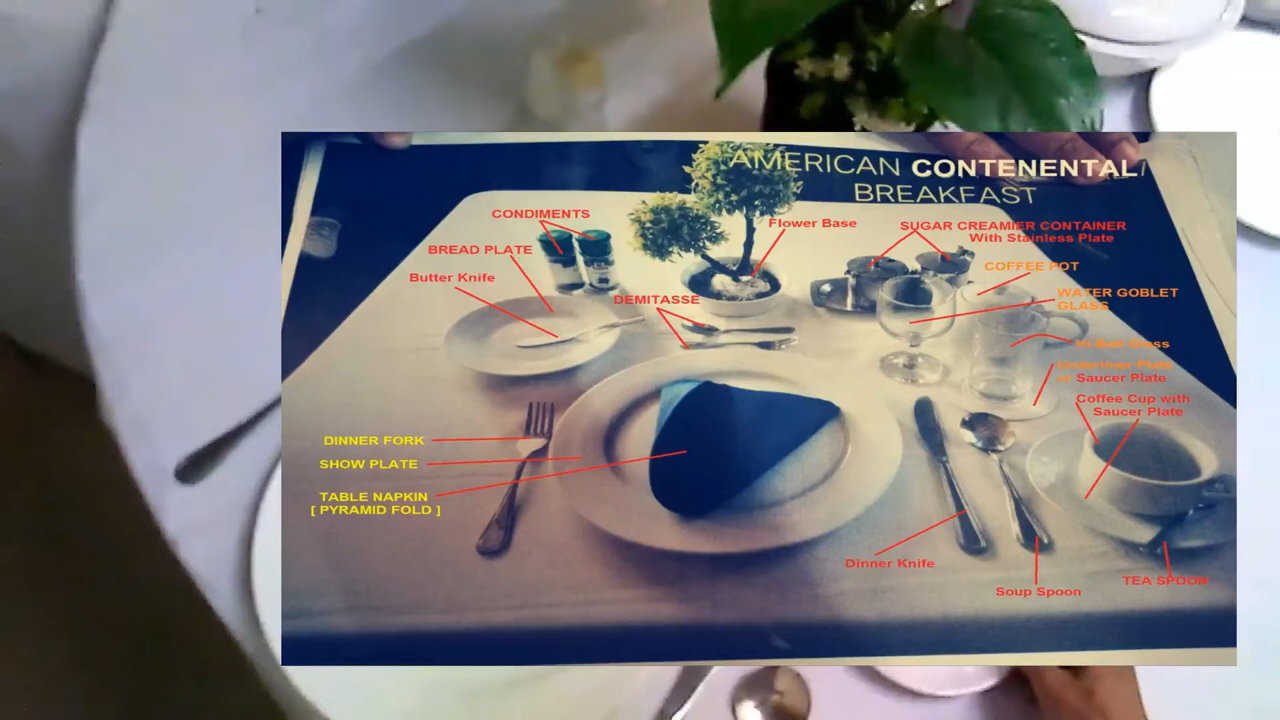 AMERICAN CONTENENTAL
BREAKFAST
CONDIMENTS
Flower Base
SUGAR CREAMIER CONTAINER
With Stainless Plate
BREAD PLATE
Butter Knife
COFFEE POT
DEMITASSE
WATER GOBLET
GLASS
Hi Ball Glass
Underliner Plate
or Saucer Plate
Coffee Cup with
Saucer Plate
DINNER FORK
SHOW PLATE
TABLE NAPKIN
[ PYRAMID FOLD ]
Dinner Knife
Soup Spoon
TEA SPOON